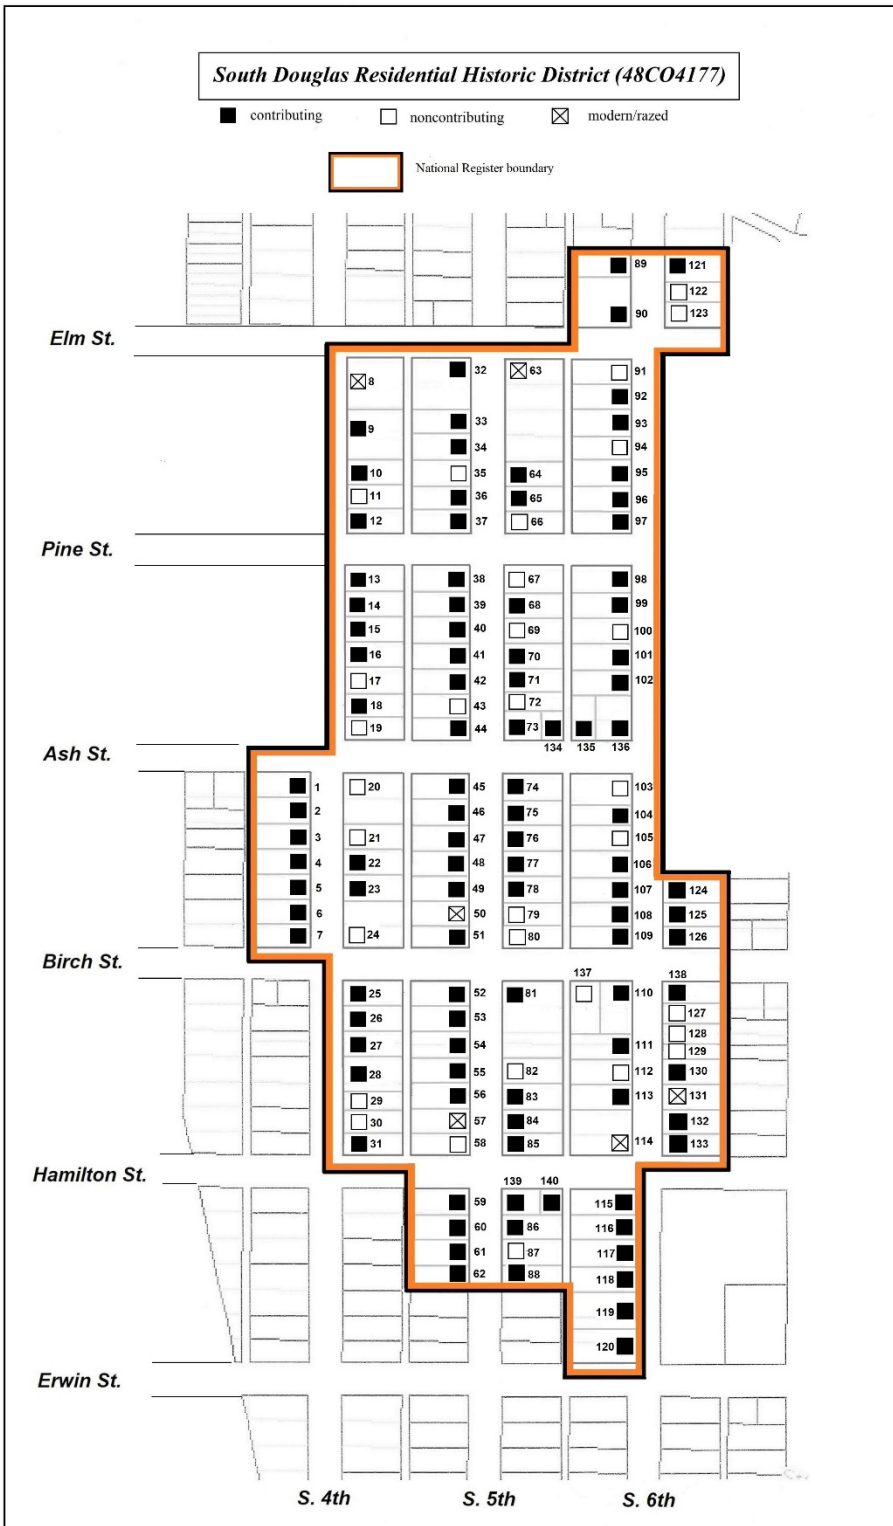 South Douglas Residential Historic District (48CO4177)
contributing noncontributing modern/razed
National Register boundary
89 121
122
90 123
Elm St.
8 32 63 91
92
9 33 93
34 94
10 35 64 95
11 36 65 96
12 37 66 97
Pine St.
13 38 67 98
14 39 68 99
15 40 69 100
16 41 70 101
17 42 71 102
18 43 72
19 44 73
134 135 136
Ash St.
1 20 45 74 103
2 46 75 104
3 21 47 76 105
4 22 48 77 106
5 23 49 78 107 124
6 50 79 108 125
7 24 51 80 109 126
Birch St.
137 138
25 52 81 110
26 53 127
27 54 111 128
129
28 55 82 112 130
29 56 83 113 131
30 57 84 132
31 58 85 114 133
Hamilton St.
139 140
59 115
60 86 116
61 87 117
62 88 118
119
120
Erwin St.
S. 4th S. 5th S. 6th